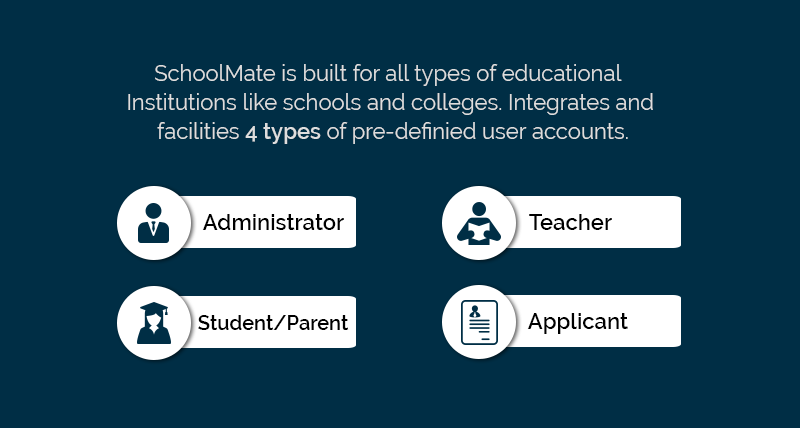 SchoolMate is built for all types of educational
Institutions like schools and colleges. Integrates and
facilities 4 types of pre-definied user accounts.
Administrator
Teacher
Student/Parent
Applicant